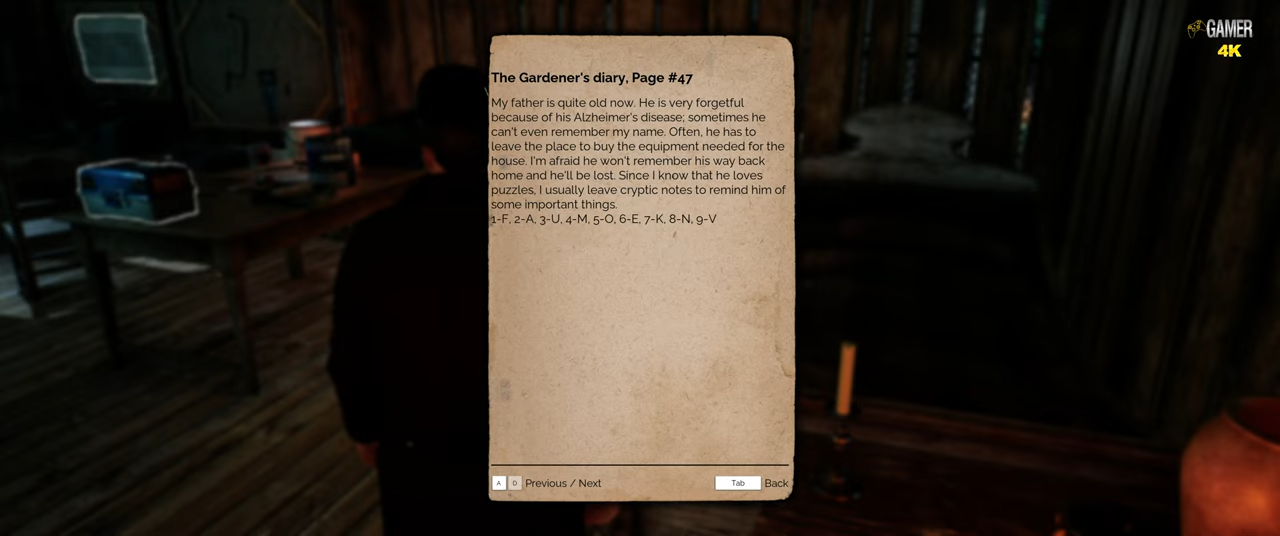 GAMER
4K
The Gardener's diary, Page #47
My father is quite old now. He is very forgetful
because of his Alzheimer's disease; sometimes he
can't even remember my name. Often, he has to
leave the place to buy the equipment needed for the
house. I'm afraid he won't remember his way back
home and he'll be lost. Since I know that he loves
puzzles, I usually leave cryptic notes to remind him of
some important things.
1-F, 2-A, 3-U, 4-M, 5-O, 6-E, 7-K, 8-N, 9-V
A D Previous / Next Tab Back